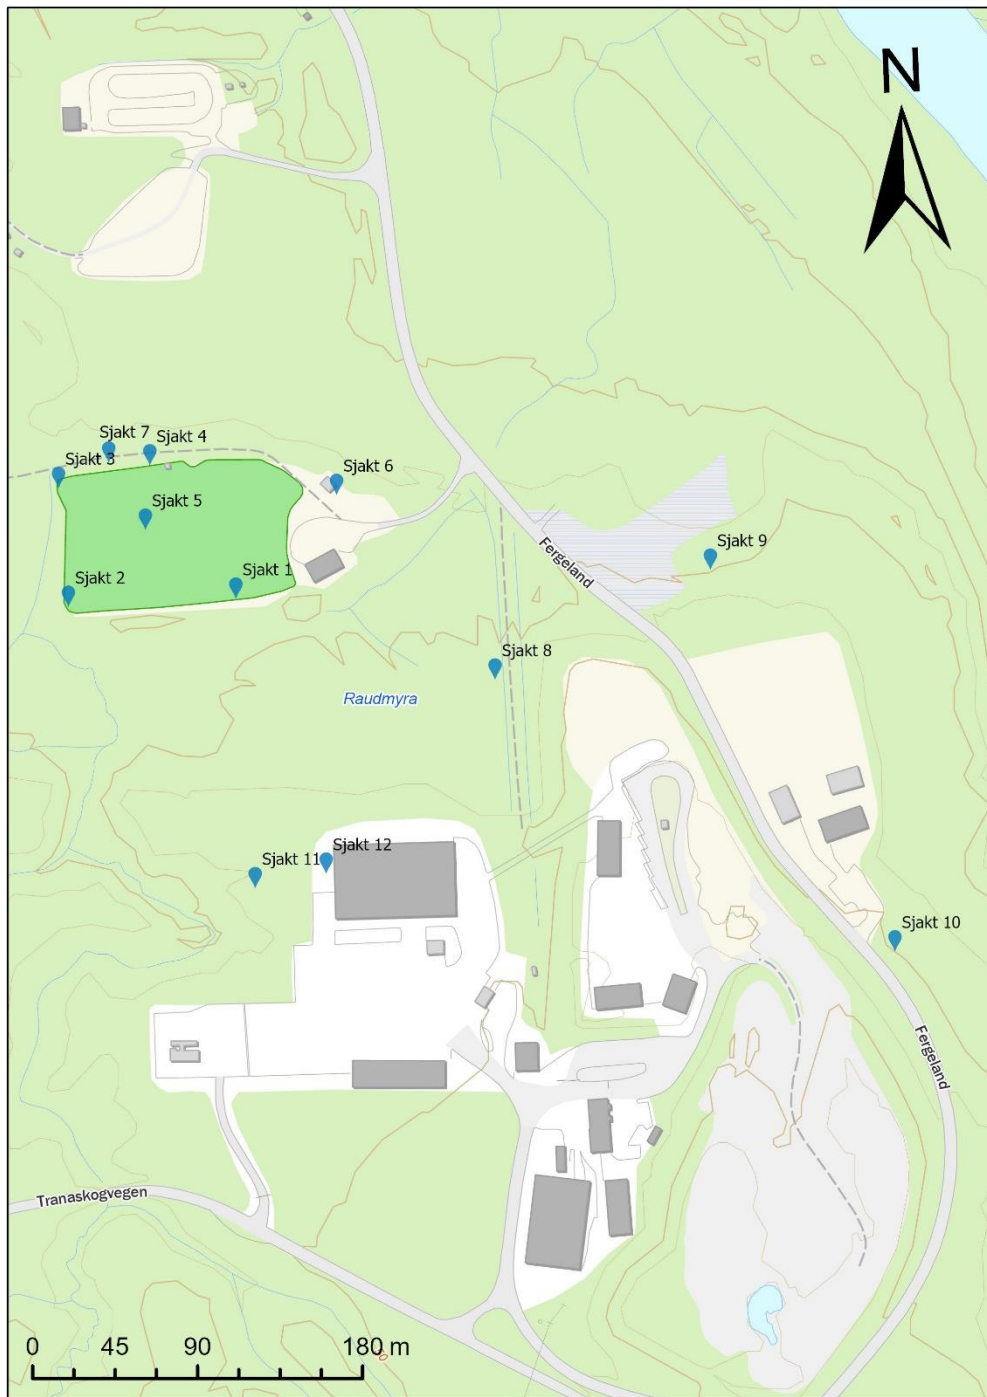 N
Sjakt 7
Sjakt 4
Sjakt 3
Sjakt 6
Sjakt 5
Sjakt 9
Fergeland
Sjakt 2
Sjakt 1
Sjakt 8
Raudmyra
Sjakt 11
Sjakt 12
Sjakt 10
Fergeland
Tranaskogvegen
0 45 90 180 m